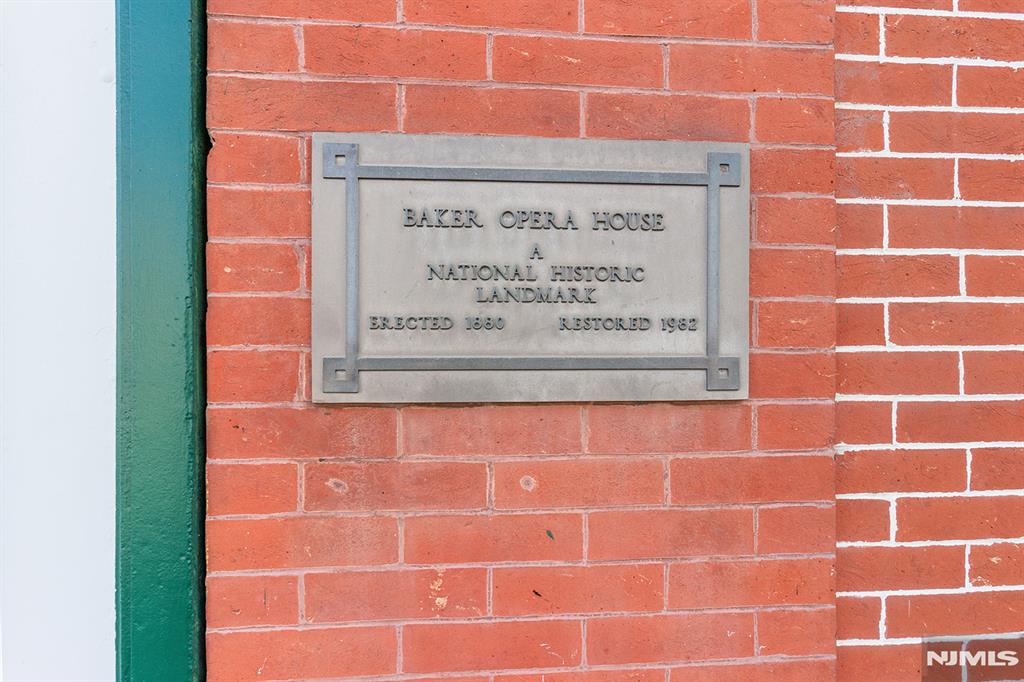 BAKER OPERA HOUSE
A
NATIONAL HISTORIC
LANDMARK
ERECTED 1880 RESTORED 1982
NJMLS